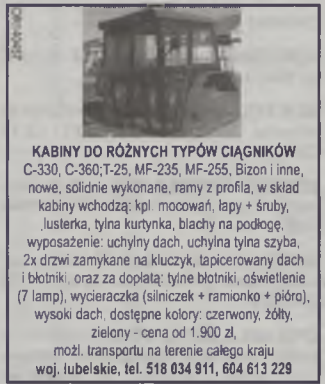 KABINY DO RÓŻNYCH TYPÓW CIĄGNIKÓW
C-330, C-360;T-25, MF-235, MF-255, Bizon i inne,
nowe, solidnie wykonane, ramy z profila, w skład
kabiny wchodzą: kpl. mocowań, łapy + śruby,
lusterka, tylna kurtynka, blachy na podłogę,
wyposażenie: uchylny dach, uchylna tylna szyba,
2x drzwi zamykane na kluczyk, tapicerowany dach
i błotniki, oraz za dopłatą: tylne błotniki, oświetlenie
(7 lamp), wycieraczka (silniczek + ramionko + pióro),
wysoki dach, dostępne kolory: czerwony, żółty,
zielony - cena od 1.900 zł,
możl. transportu na terenie całego kraju
woj. lubelskie, tel. 518 034 911, 604 613 229